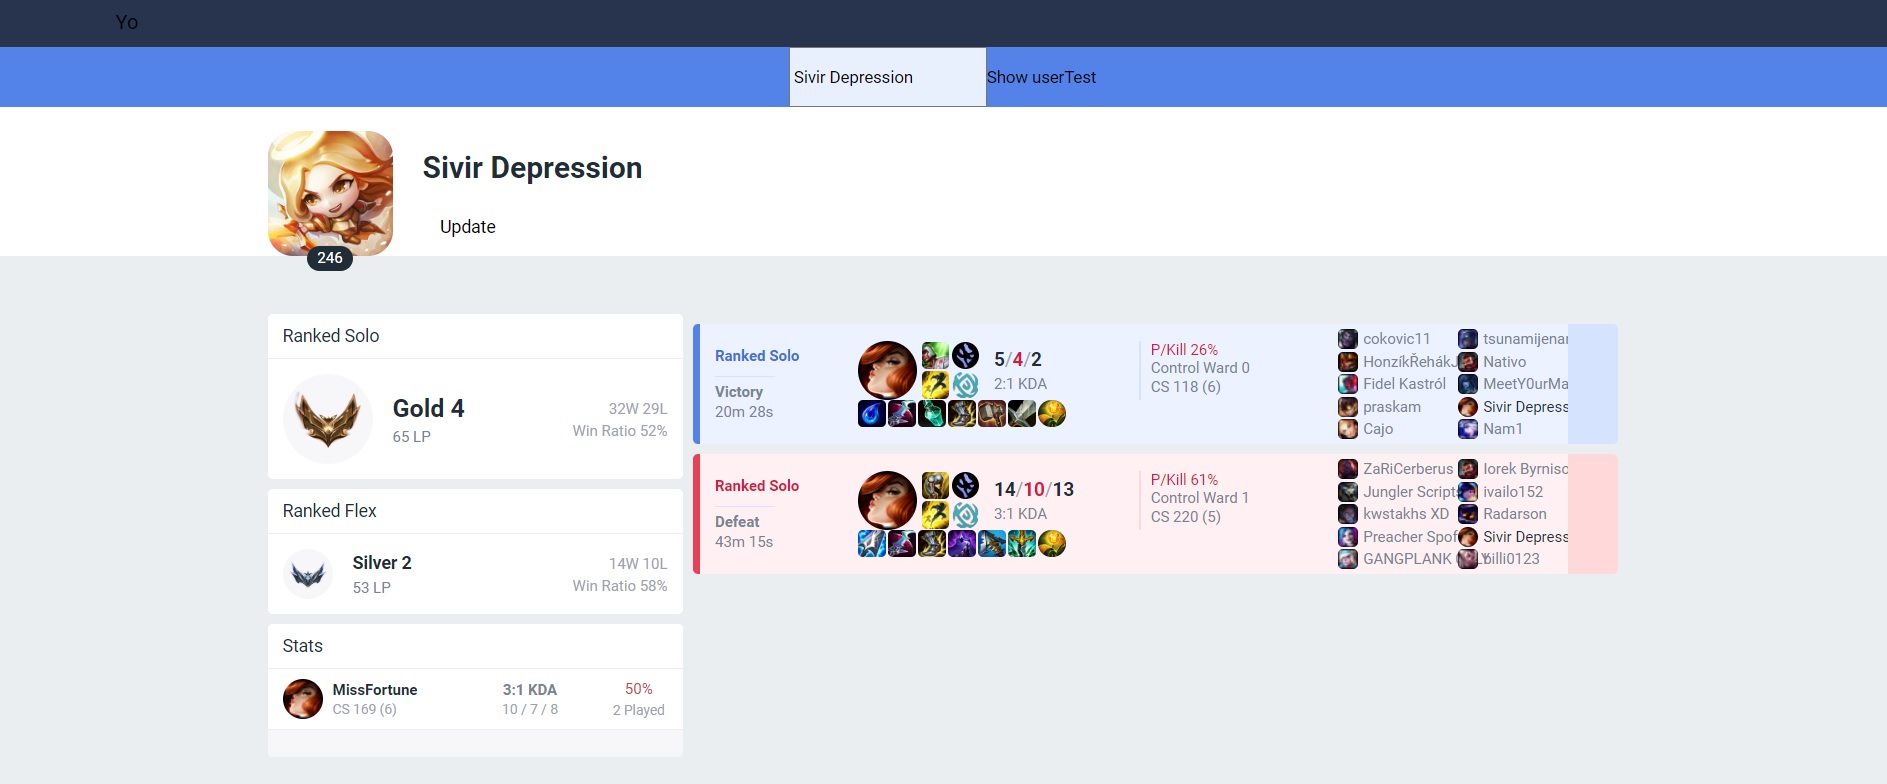 Yo
Sivir Depression
Show userTest
Sivir Depression
Update
246
Ranked Solo
Gold 4
65 LP
32W 29L
Win Ratio 52%
Ranked Flex
Silver 2
53 LP
14W 10L
Win Ratio 58%
Stats
MissFortune
CS 169 (6)
3:1 KDA
10 / 7 / 8
50%
2 Played
Ranked Solo
Victory
20m 28s
5/4/2
2:1 KDA
P/Kill 26%
Control Ward 0
CS 118 (6)
cokovic11
HonzíkŘehákJ
Fidel Kastról
praskam
Cajo
tsunamijenar
Nativo
MeetY0urMa
Sivir Depress
Nam1
Ranked Solo
Defeat
43m 15s
14/10/13
3:1 KDA
P/Kill 61%
Control Ward 1
CS 220 (5)
ZaRiCerberus
Jungler Script
kwstakhs XD
Preacher Spof
GANGPLANK
Iorek Byrniso
ivailo152
Radarson
Sivir Depress
billi0123